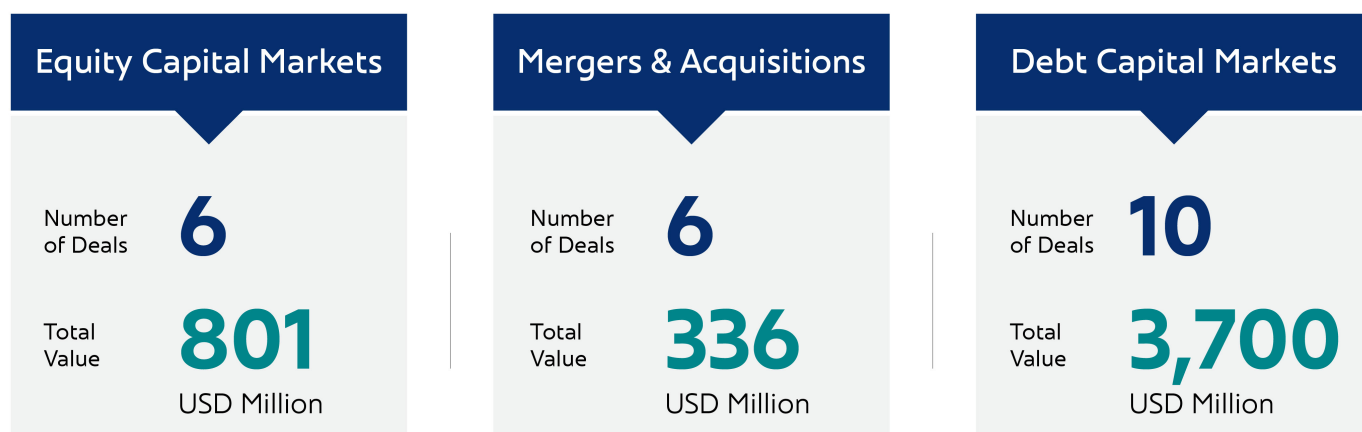 Equity Capital Markets
Number
of Deals
6
Total
Value
801
USD Million
Mergers & Acquisitions
Number
of Deals
6
Total
Value
336
USD Million
Debt Capital Markets
Number
of Deals
10
Total
Value
3,700
USD Million